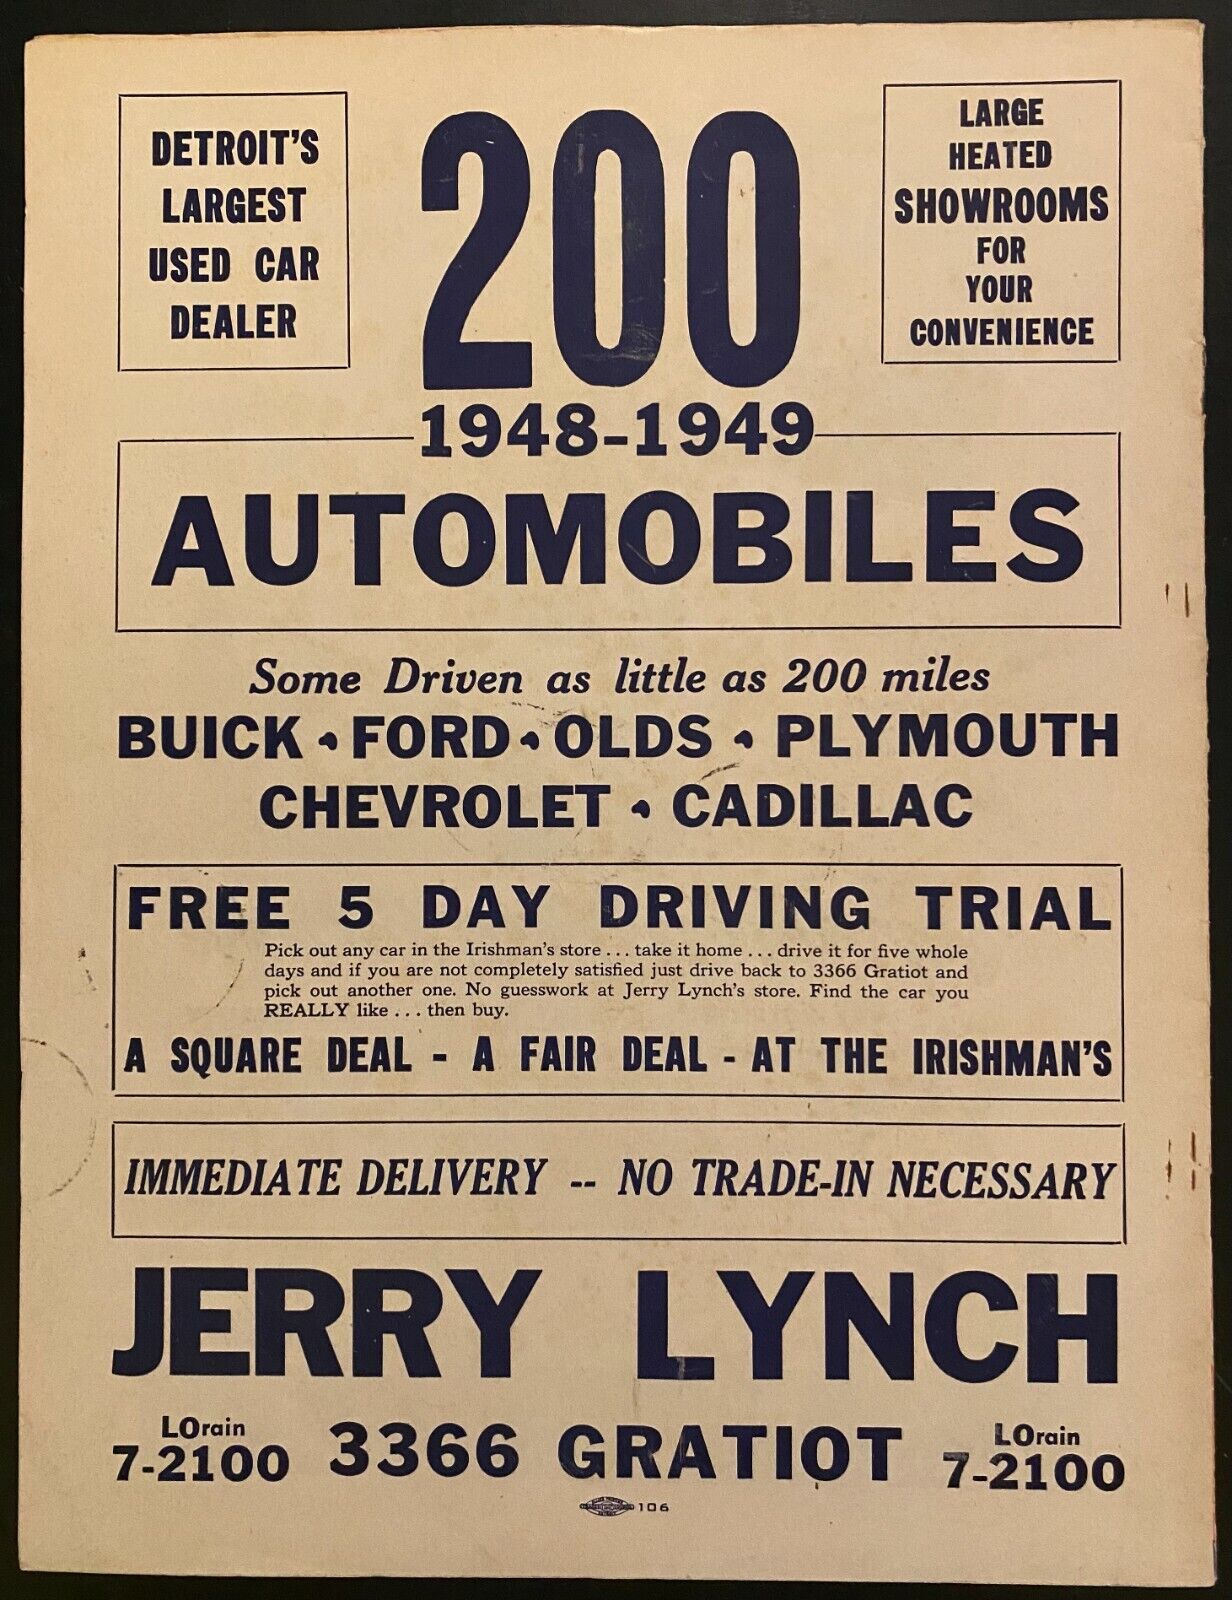 DETROIT'S
LARGEST
USED CAR
DEALER
200
LARGE
HEATED
SHOWROOMS
FOR
YOUR
CONVENIENCE
1948-1949
AUTOMOBILES
Some Driven as little as 200 miles
BUICK • FORD • OLDS • PLYMOUTH
CHEVROLET • CADILLAC
FREE 5 DAY DRIVING TRIAL
Pick out any car in the Irishman's store . . . take it home . . . drive it for five whole
days and if you are not completely satisfied just drive back to 3366 Gratiot and
pick out another one. No guesswork at Jerry Lynch's store. Find the car you
REALLY like . . . then buy.
A SQUARE DEAL - A FAIR DEAL - AT THE IRISHMAN'S
IMMEDIATE DELIVERY -- NO TRADE-IN NECESSARY
JERRY LYNCH
LOrain
7-2100
3366 GRATIOT
LOrain
7-2100
106